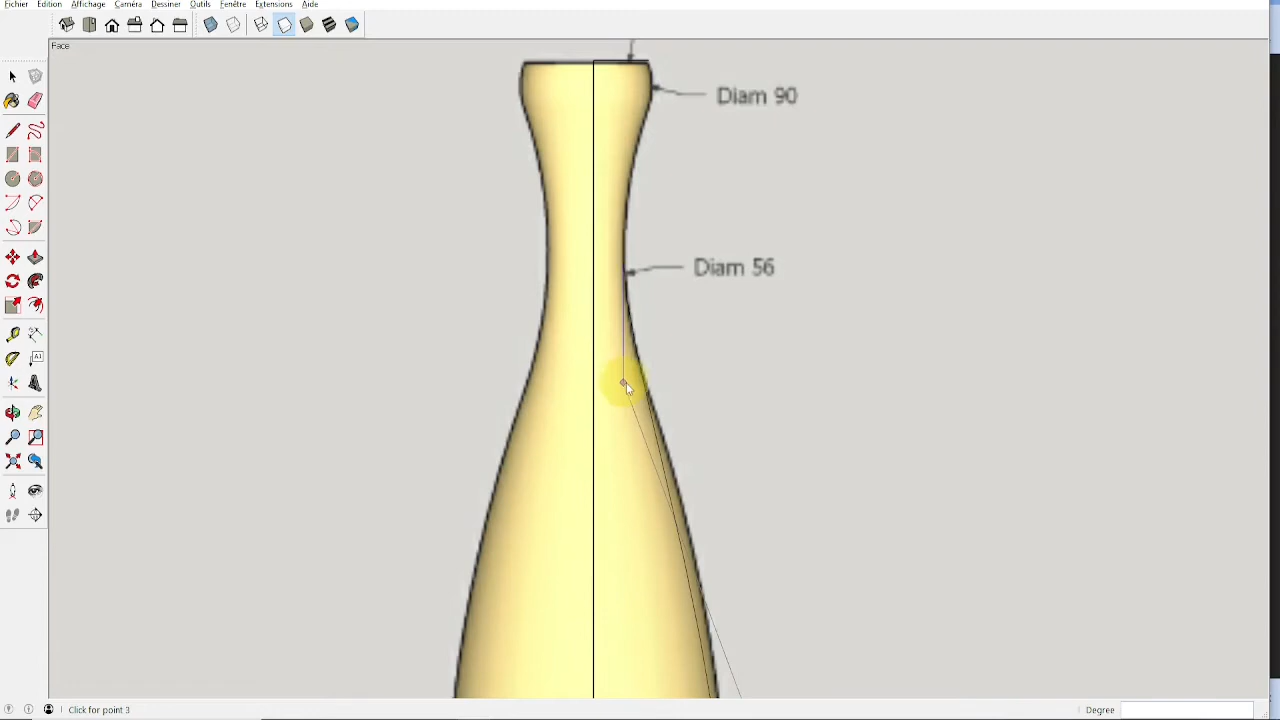 Fichier Edition Affichage Caméra Dessiner Outils Fenêtre Extensions Aide
Face
Diam 90
Diam 56
A1
Click for point 3
Degree